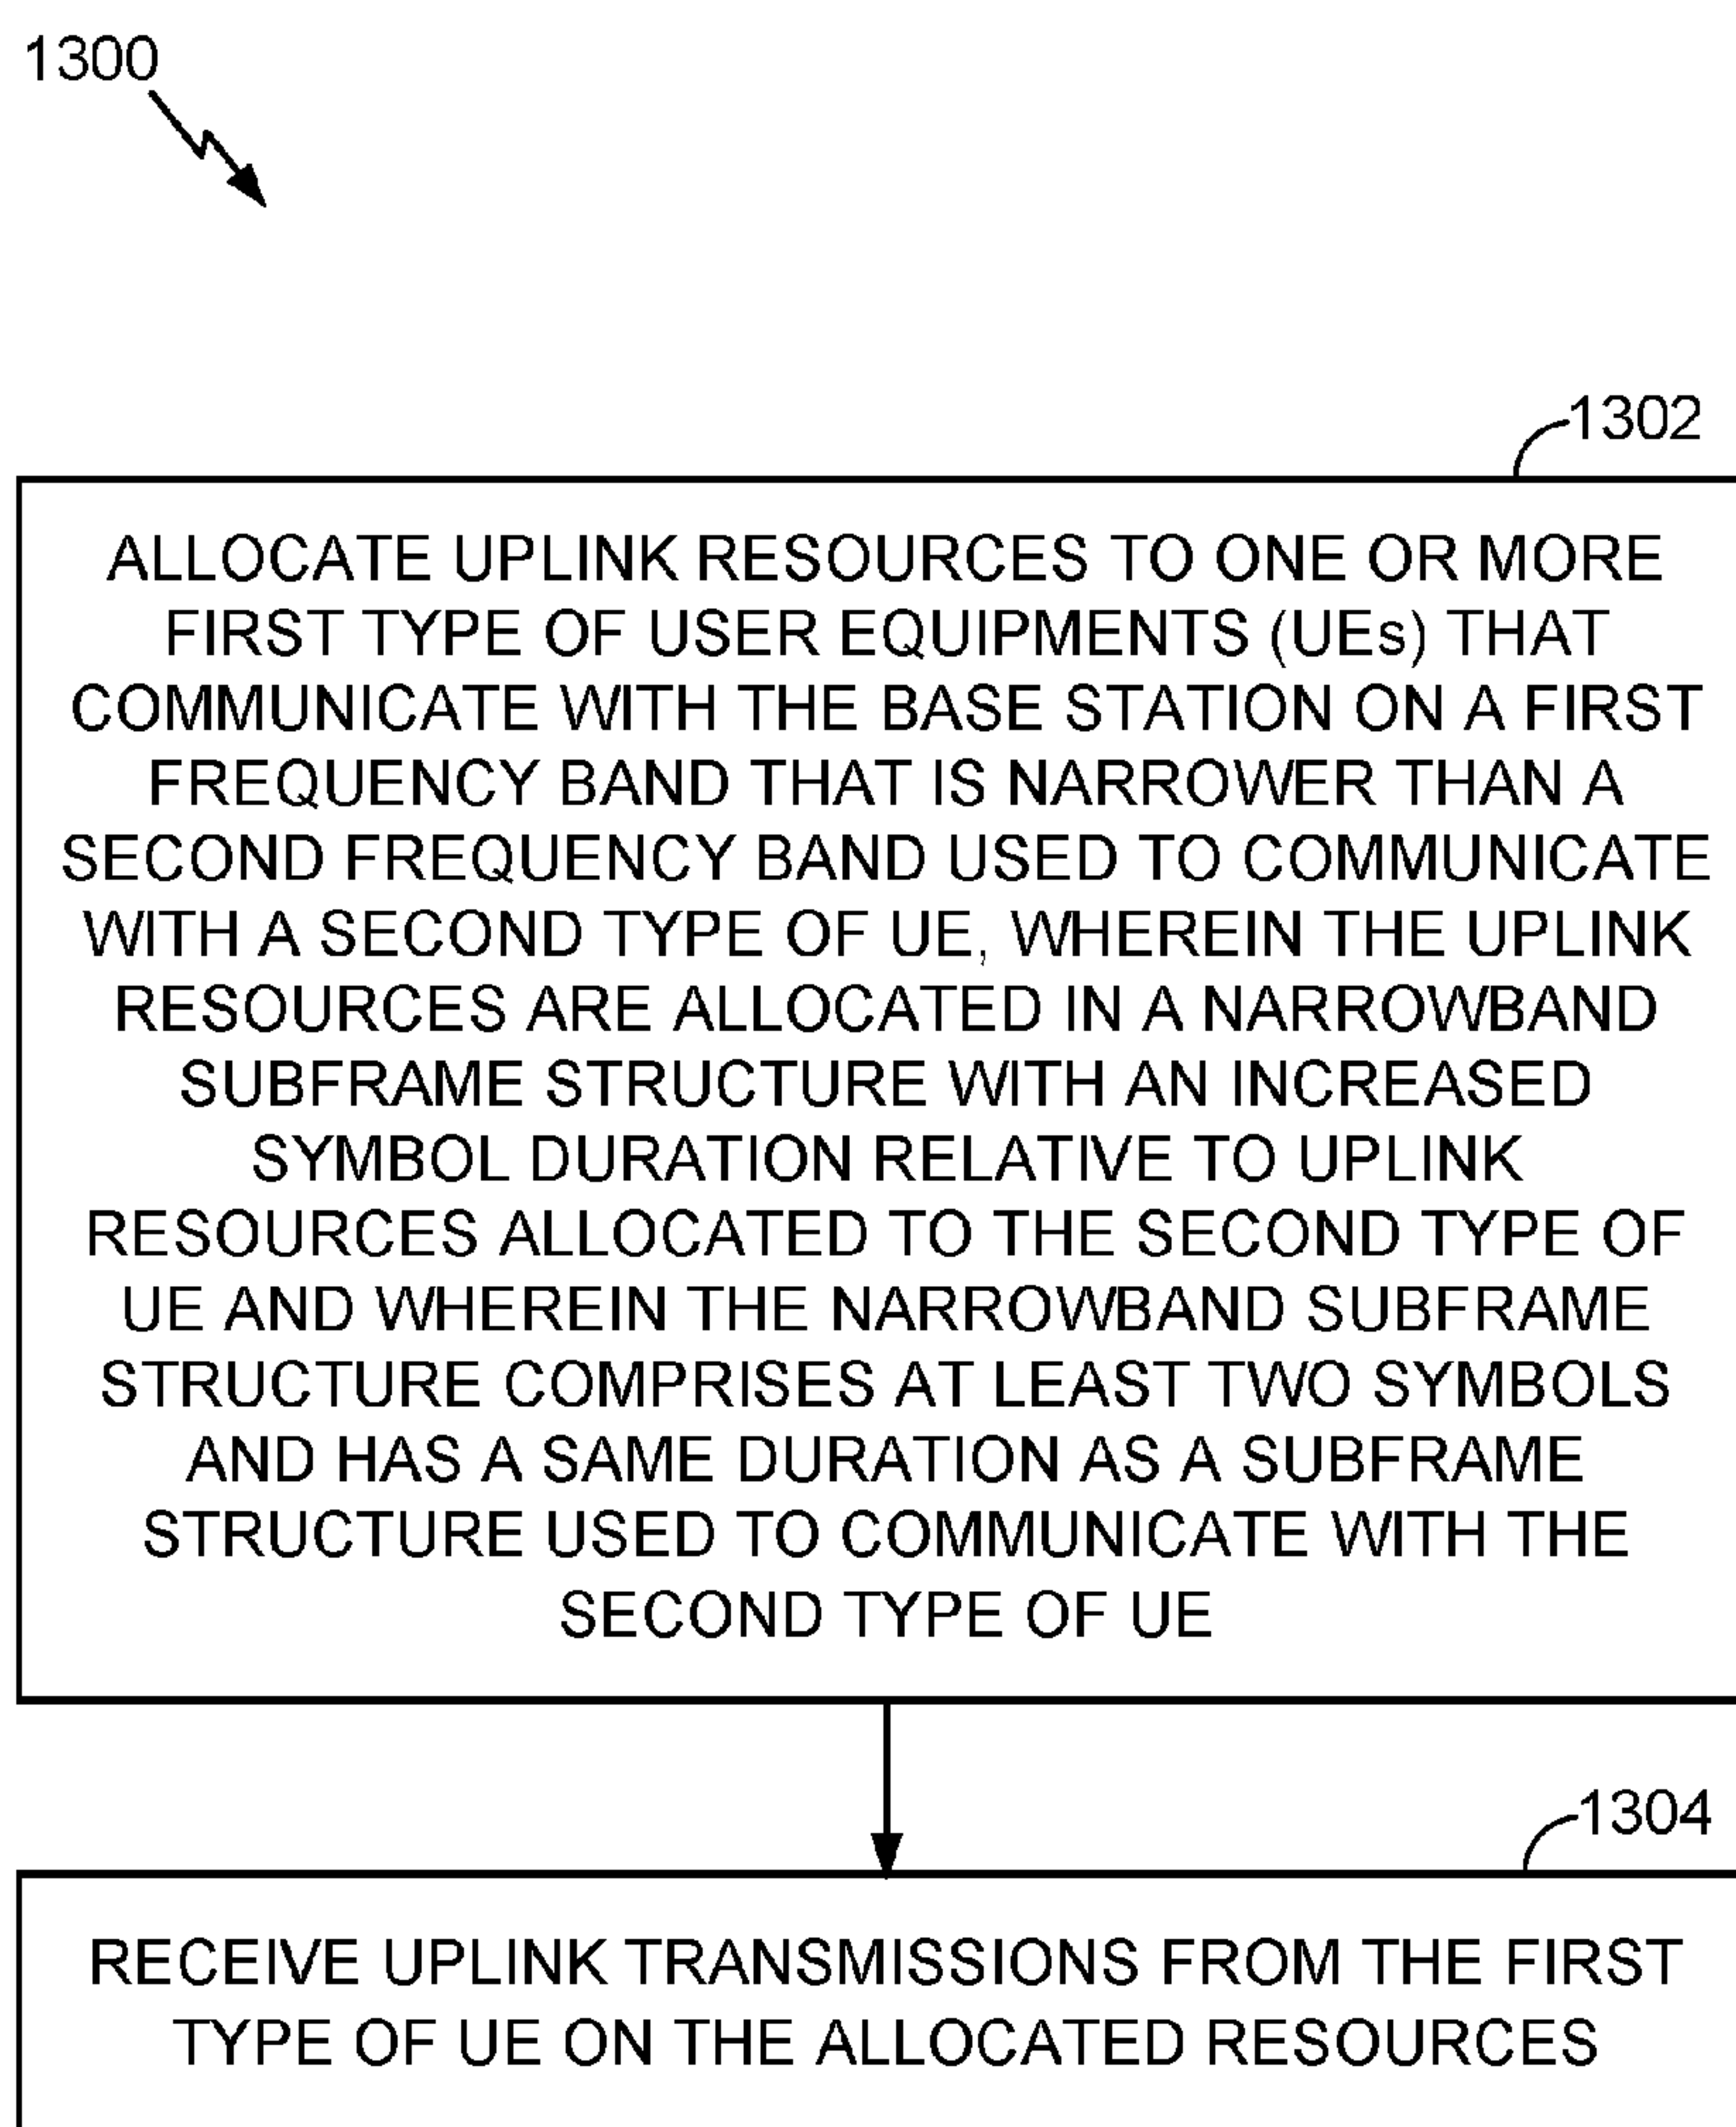 1300
1302
ALLOCATE UPLINK RESOURCES TO ONE OR MORE
FIRST TYPE OF USER EQUIPMENTS (UEs) THAT
COMMUNICATE WITH THE BASE STATION ON A FIRST
FREQUENCY BAND THAT IS NARROWER THAN A
SECOND FREQUENCY BAND USED TO COMMUNICATE
WITH A SECOND TYPE OF UE, WHEREIN THE UPLINK
RESOURCES ARE ALLOCATED IN A NARROWBAND
SUBFRAME STRUCTURE WITH AN INCREASED
SYMBOL DURATION RELATIVE TO UPLINK
RESOURCES ALLOCATED TO THE SECOND TYPE OF
UE AND WHEREIN THE NARROWBAND SUBFRAME
STRUCTURE COMPRISES AT LEAST TWO SYMBOLS
AND HAS A SAME DURATION AS A SUBFRAME
STRUCTURE USED TO COMMUNICATE WITH THE
SECOND TYPE OF UE
1304
RECEIVE UPLINK TRANSMISSIONS FROM THE FIRST
TYPE OF UE ON THE ALLOCATED RESOURCES